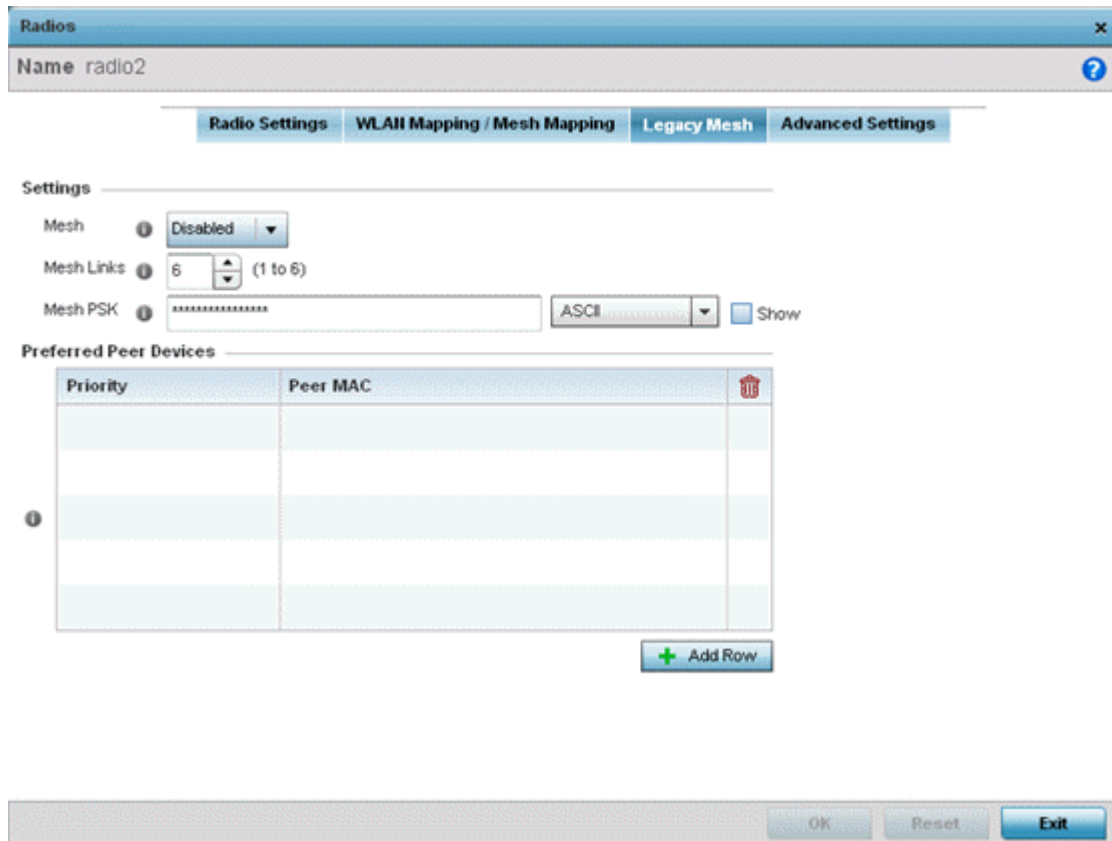 Radios
Name radio2
Radio Settings WLAN Mapping / Mesh Mapping Legacy Mesh Advanced Settings
Settings
Mesh Disabled
Mesh Links 6 (1 to 6)
Mesh PSK **************** ASCII Show
Preferred Peer Devices
Priority Peer MAC
Add Row
OK Reset Exit